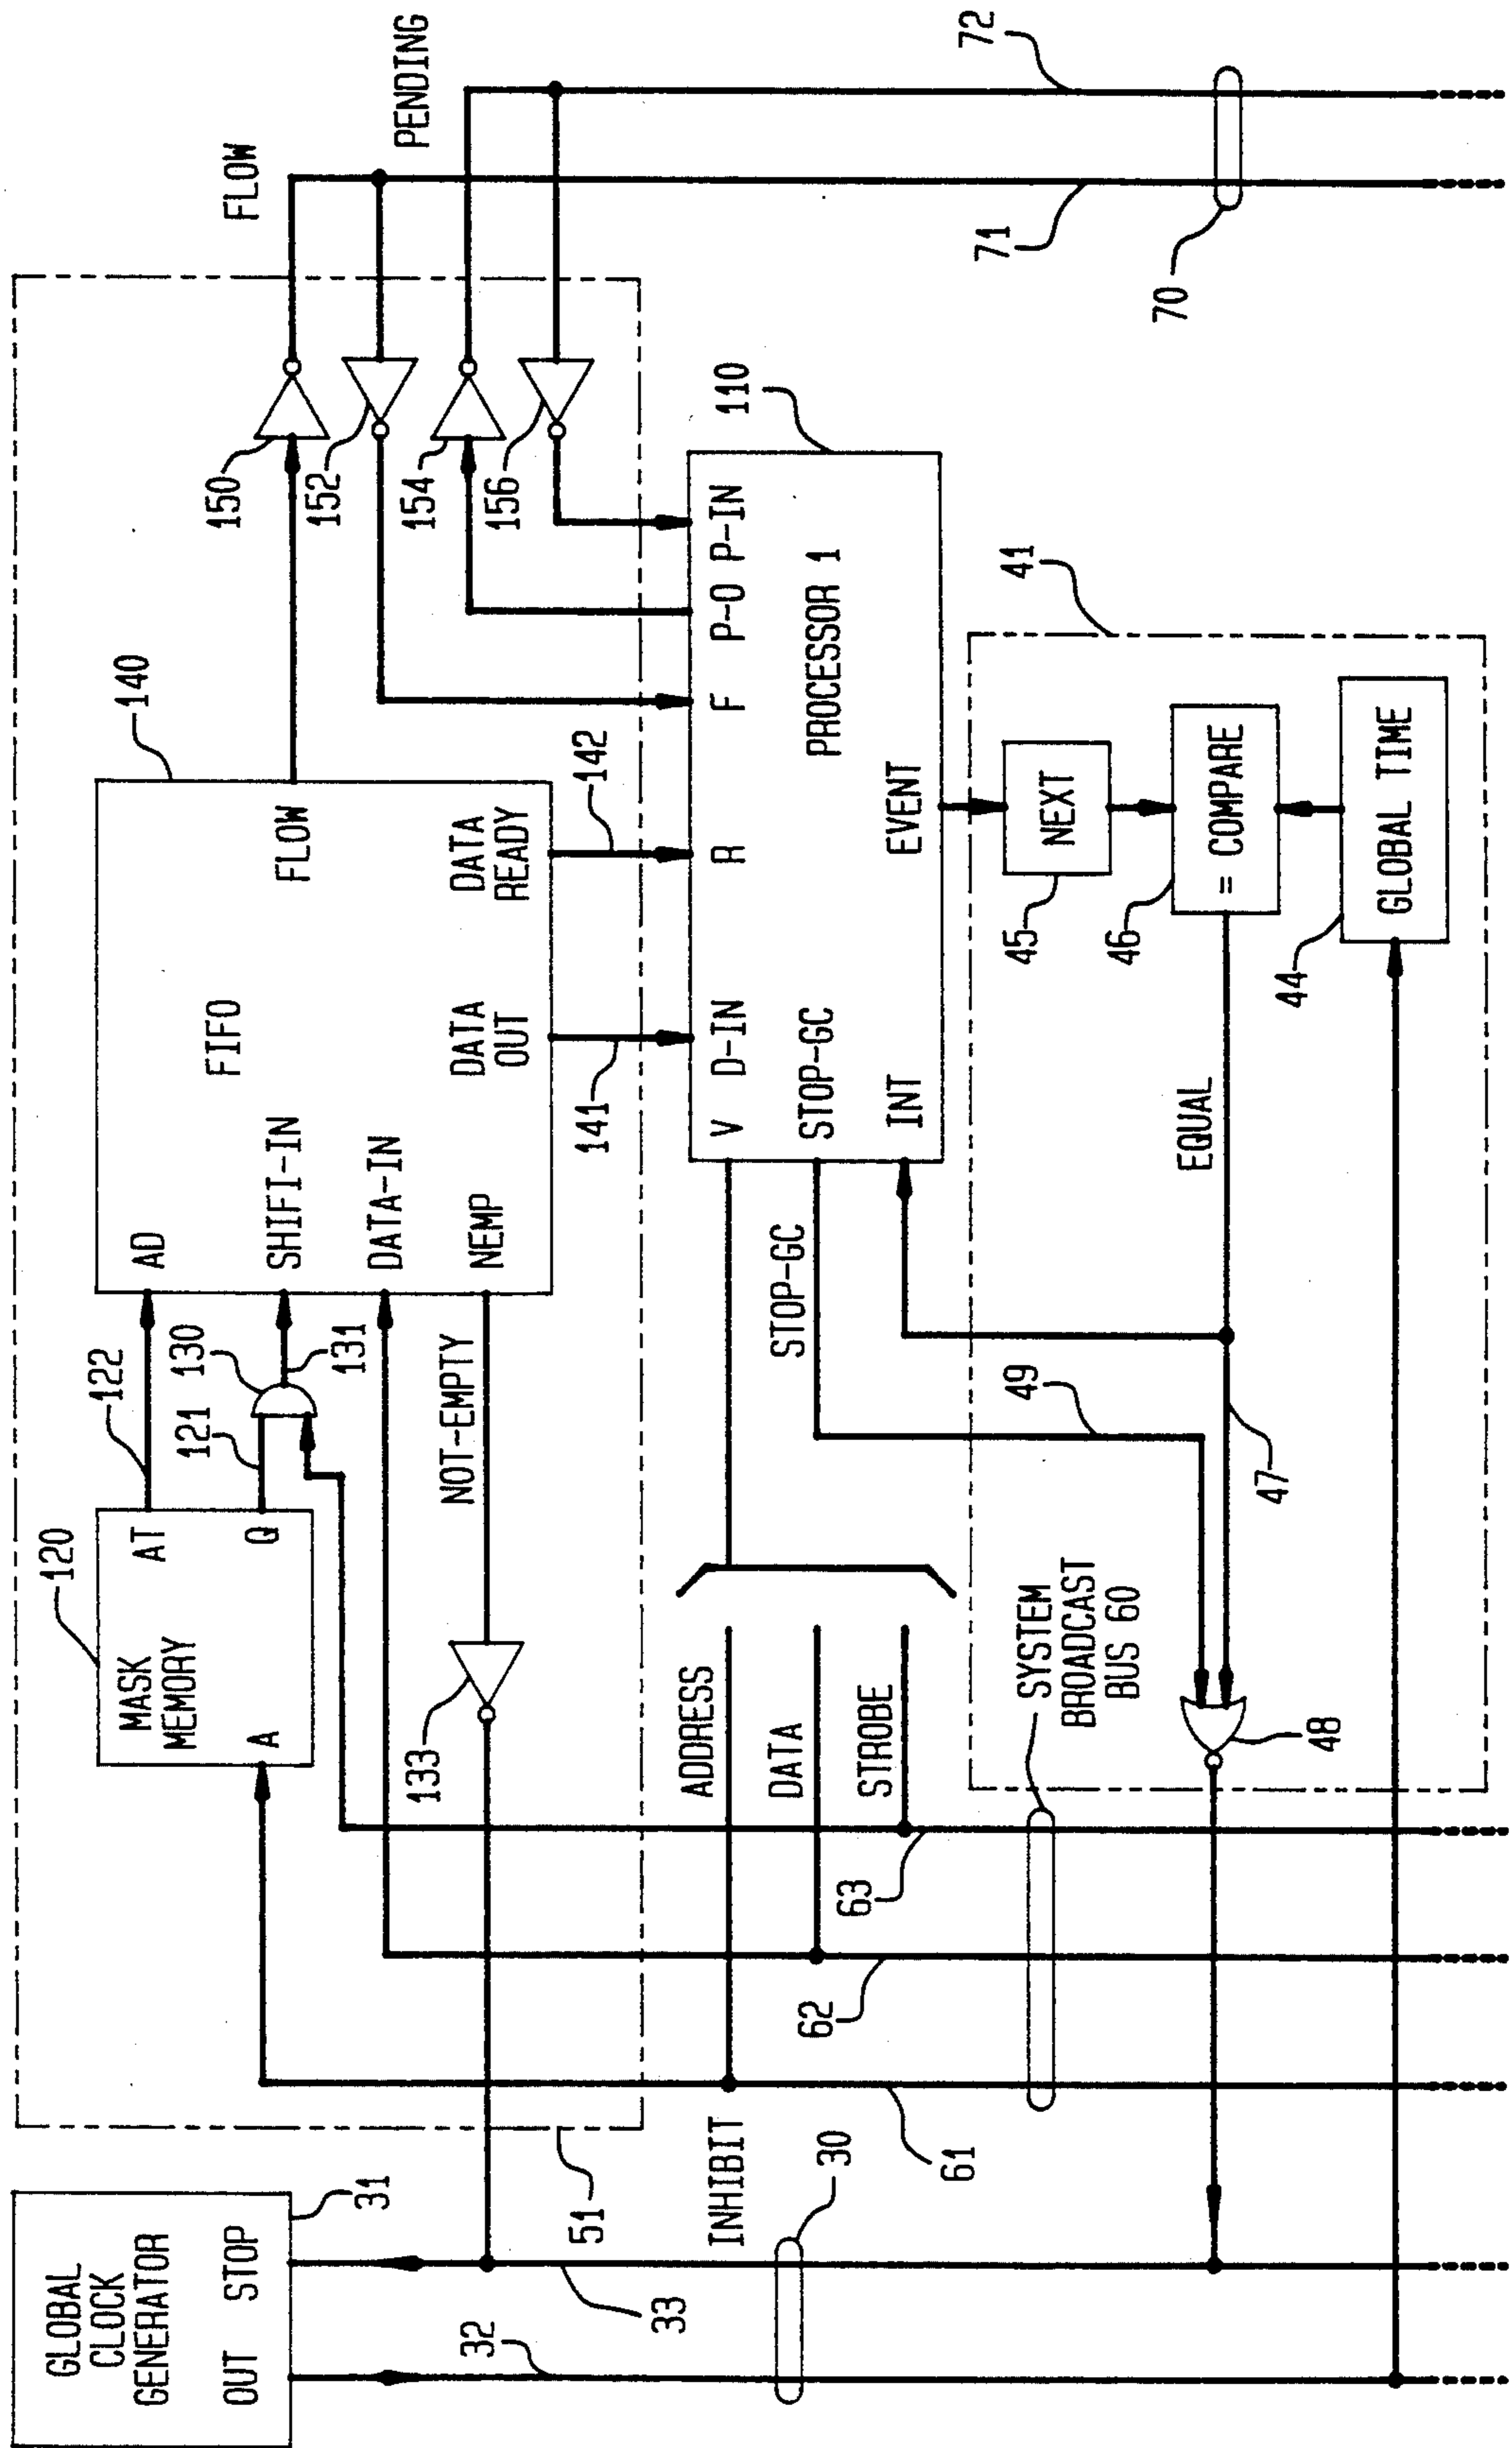 GLOBAL
CLOCK
GENERATOR
OUT
STOP
31
32
33
30
INHIBIT
51
120
MASK
MEMORY
A
AT
Q
122
121
130
131
133
NOT-EMPTY
140
FIFO
AD
SHIFI-IN
DATA-IN
NEMP
FLOW
DATA
OUT
DATA
READY
141
142
150
152
154
156
FLOW
PENDING
71
72
70
110
PROCESSOR 1
V
D-IN
R
F
P-O
P-IN
STOP-GC
INT
EVENT
STOP-GC
ADDRESS
DATA
STROBE
61
62
63
SYSTEM
BROADCAST
BUS 60
41
49
47
48
EQUAL
45
NEXT
46
= COMPARE
44
GLOBAL TIME